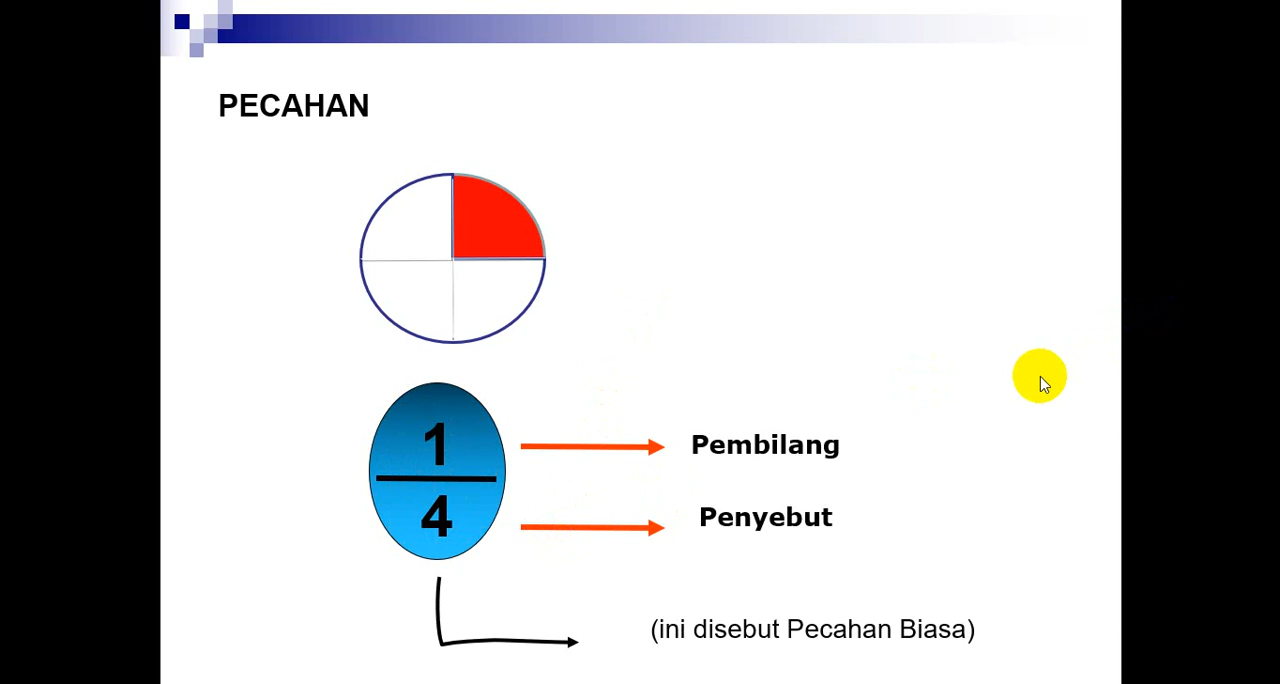 PECAHAN
1
Pembilang
4
Penyebut
(ini disebut Pecahan Biasa)